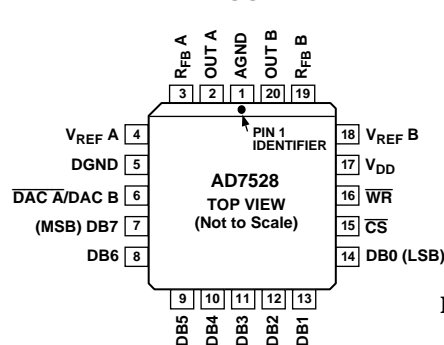 RFB A
OUT A
AGND
OUT B
RFB B
3 2 1 20 19
VREF A 4
DGND 5
DAC A/DAC B 6
(MSB) DB7 7
DB6 8
PIN 1
IDENTIFIER
AD7528
TOP VIEW
(Not to Scale)
18 VREF B
17 VDD
16 WR
15 CS
14 DB0 (LSB)
9 10 11 12 13
DB5
DB4
DB3
DB2
DB1